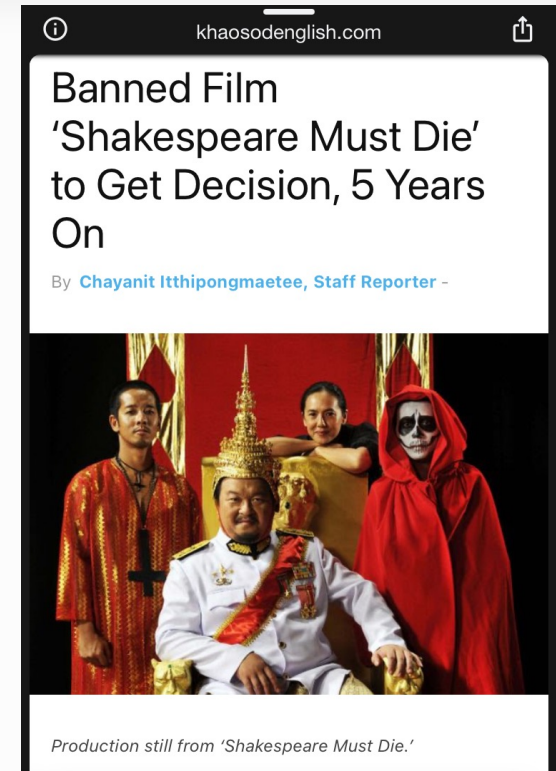 khaosodenglish.com
Banned Film
‘Shakespeare Must Die’
to Get Decision, 5 Years
On
By Chayanit Itthipongmaetee, Staff Reporter -
Production still from ‘Shakespeare Must Die.’